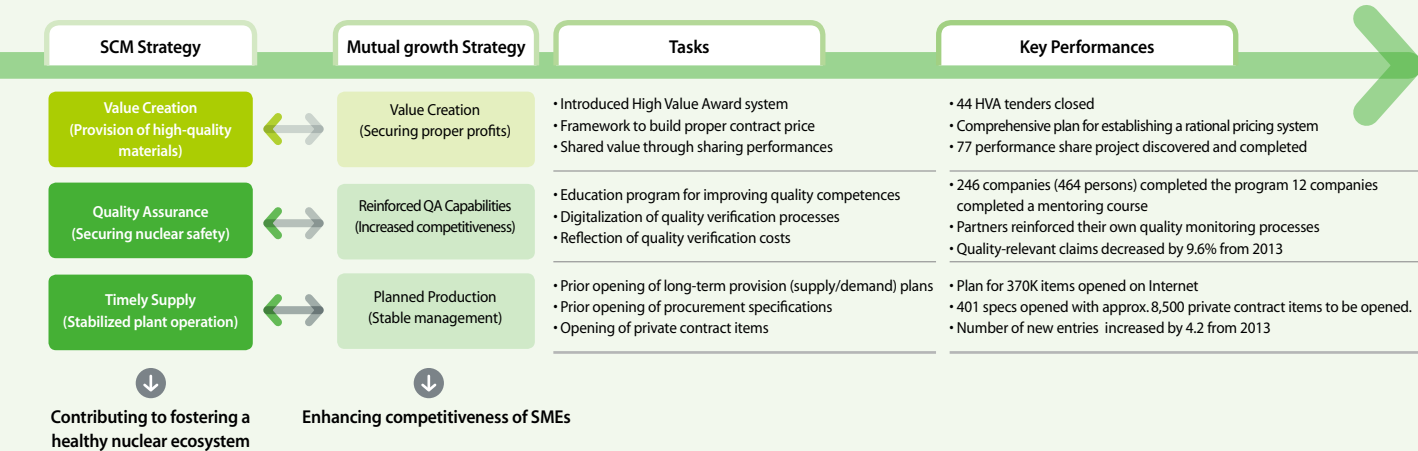 SCM Strategy
Mutual growth Strategy
Tasks
Key Performances
Value Creation
(Provision of high-quality
materials)
Value Creation
(Securing proper profits)
• Introduced High Value Award system
• Framework to build proper contract price
• Shared value through sharing performances
• 44 HVA tenders closed
• Comprehensive plan for establishing a rational pricing system
• 77 performance share project discovered and completed
Quality Assurance
(Securing nuclear safety)
Reinforced QA Capabilities
(Increased competitiveness)
• Education program for improving quality competences
• Digitalization of quality verification processes
• Reflection of quality verification costs
• 246 companies (464 persons) completed the program 12 companies
completed a mentoring course
• Partners reinforced their own quality monitoring processes
• Quality-relevant claims decreased by 9.6% from 2013
Timely Supply
(Stabilized plant operation)
Planned Production
(Stable management)
• Prior opening of long-term provision (supply/demand) plans
• Prior opening of procurement specifications
• Opening of private contract items
• Plan for 370K items opened on Internet
• 401 specs opened with approx. 8,500 private contract items to be opened.
• Number of new entries increased by 4.2 from 2013
Contributing to fostering a
healthy nuclear ecosystem
Enhancing competitiveness of SMEs